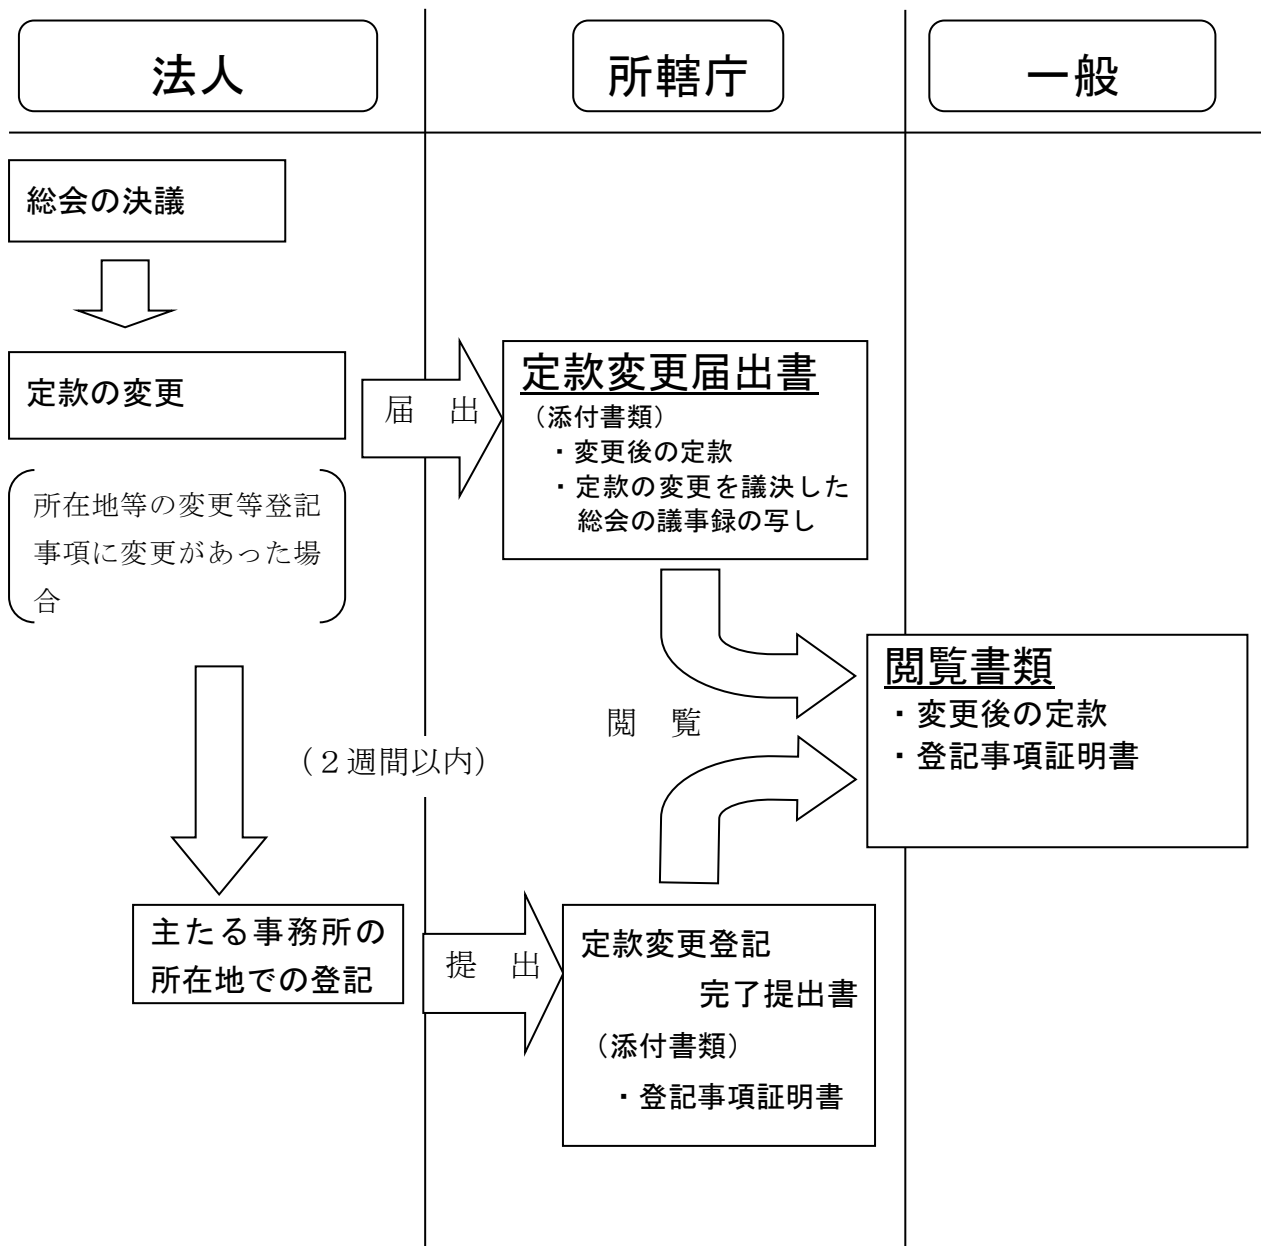 法人
所轄庁
一般
総会の決議
定款の変更
届　出
定款変更届出書
（添付書類）
・変更後の定款
・定款の変更を議決した
総会の議事録の写し
所在地等の変更等登記
事項に変更があった場
合
閲覧書類
・変更後の定款
・登記事項証明書
閲　覧
（２週間以内）
主たる事務所の
所在地での登記
提　出
定款変更登記
完了提出書
（添付書類）
・登記事項証明書